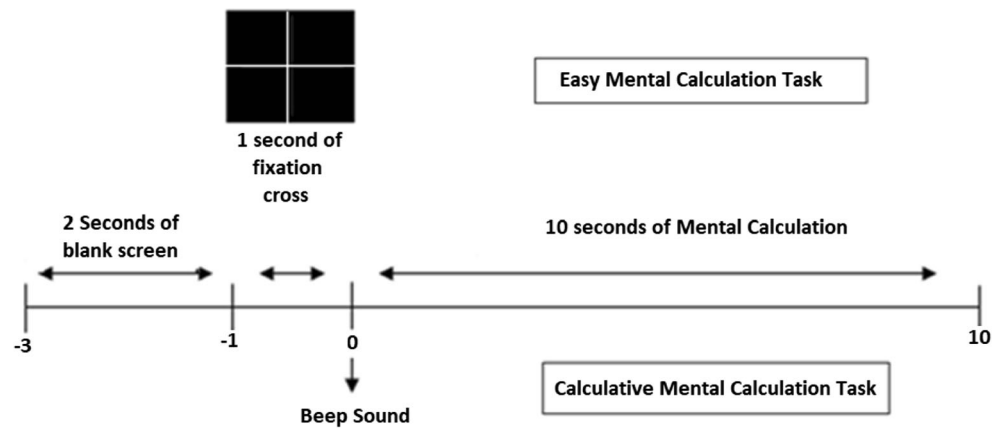 Easy Mental Calculation Task
1 second of
fixation
cross
2 Seconds of
blank screen
10 seconds of Mental Calculation
-3
-1
0
10
Beep Sound
Calculative Mental Calculation Task